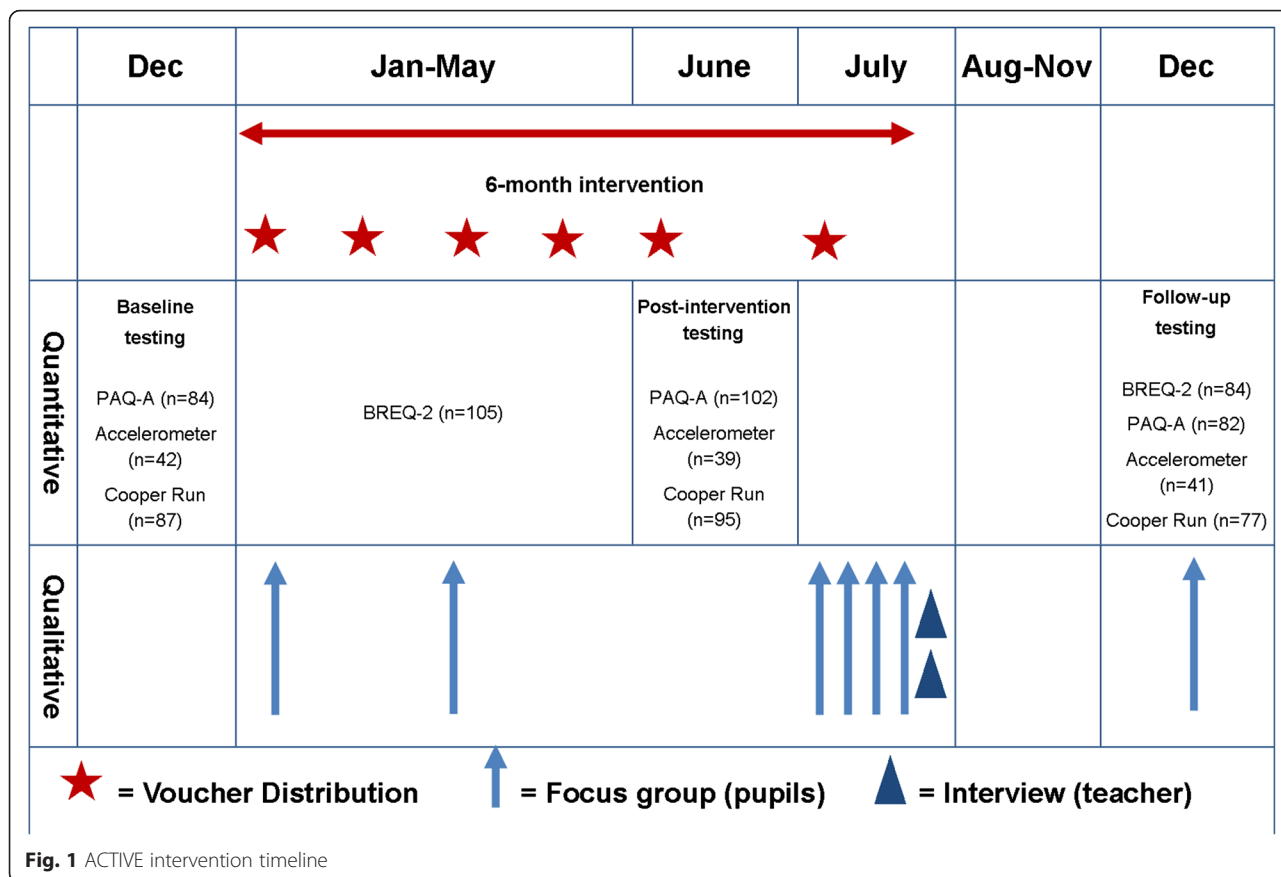 Dec Jan-May June July Aug-Nov Dec
6-month intervention
Quantitative
Baseline
testing
PAQ-A (n=84)
Accelerometer
(n=42)
Cooper Run
(n=87)
BREQ-2 (n=105)
Post-intervention
testing
PAQ-A (n=102)
Accelerometer
(n=39)
Cooper Run
(n=95)
Follow-up
testing
BREQ-2 (n=84)
PAQ-A (n=82)
Accelerometer
(n=41)
Cooper Run (n=77)
Qualitative
= Voucher Distribution = Focus group (pupils) = Interview (teacher)
Fig. 1 ACTIVE intervention timeline